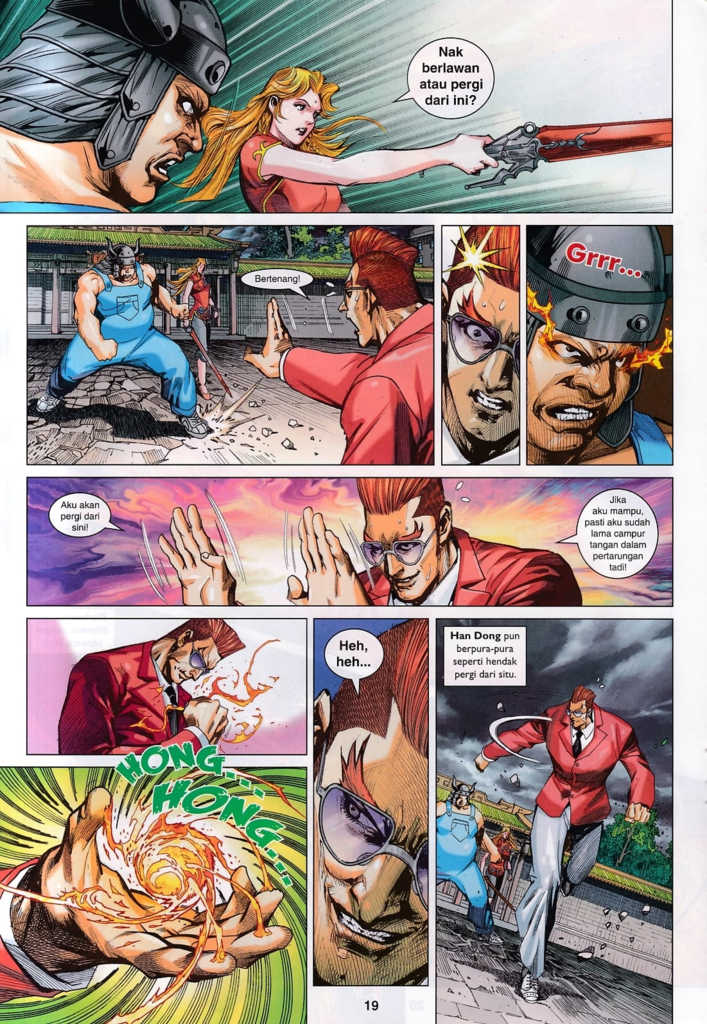 Nak
berlawan
atau pergi
dari ini?
Bertenang!
Grrr...
Aku akan
pergi dari
sini!
Jika
aku mampu,
pasti aku sudah
lama campur
tangan dalam
pertarungan
tadi!
HONG...
HONG...
Heh,
heh...
Han Dong pun
berpura-pura
seperti hendak
pergi dari situ.
19